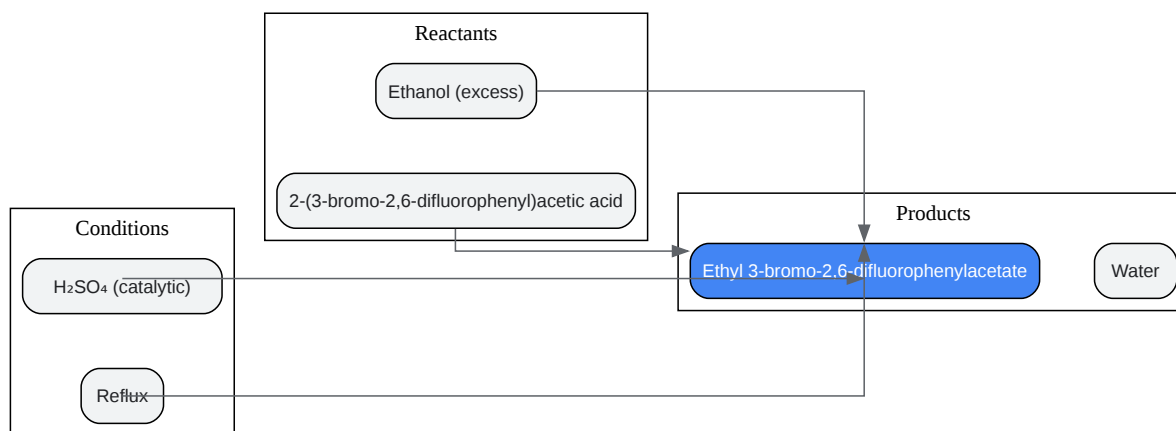 Reactants
Ethanol (excess)
2-(3-bromo-2,6-difluorophenyl)acetic acid
Conditions
H₂SO₄ (catalytic)
Reflux
Products
Ethyl 3-bromo-2,6-difluorophenylacetate
Water